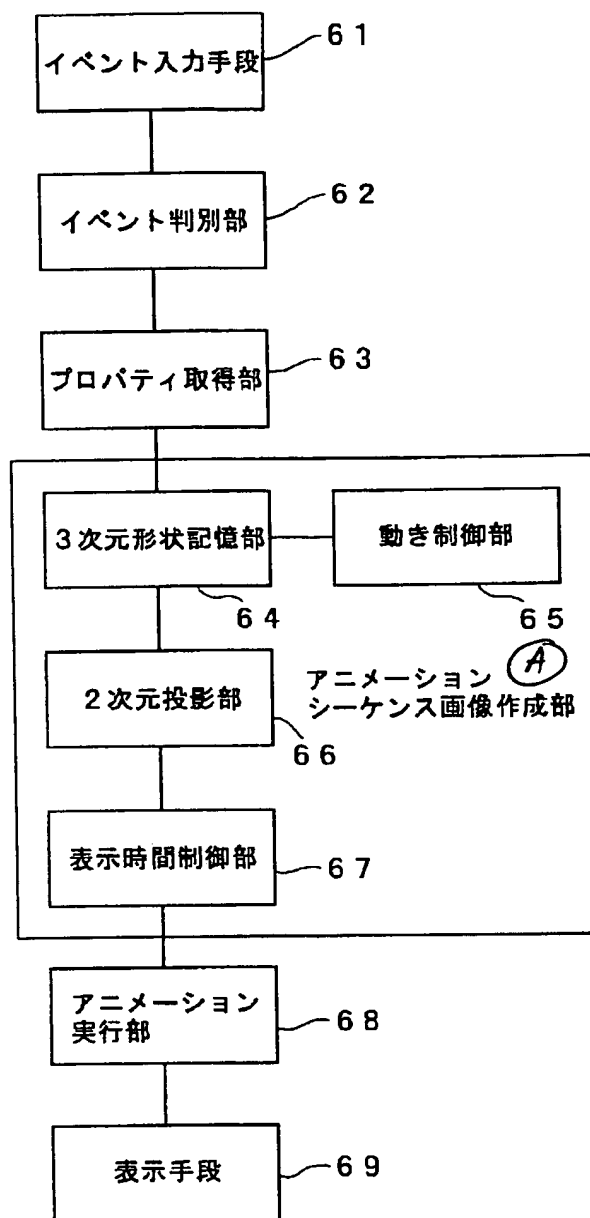 イベント入力手段
61
イベント判別部
62
プロパティ取得部
63
3次元形状記憶部
64
動き制御部
65
2次元投影部
66
アニメーション
シーケンス画像作成部
A
表示時間制御部
67
アニメーション
実行部
68
表示手段
69